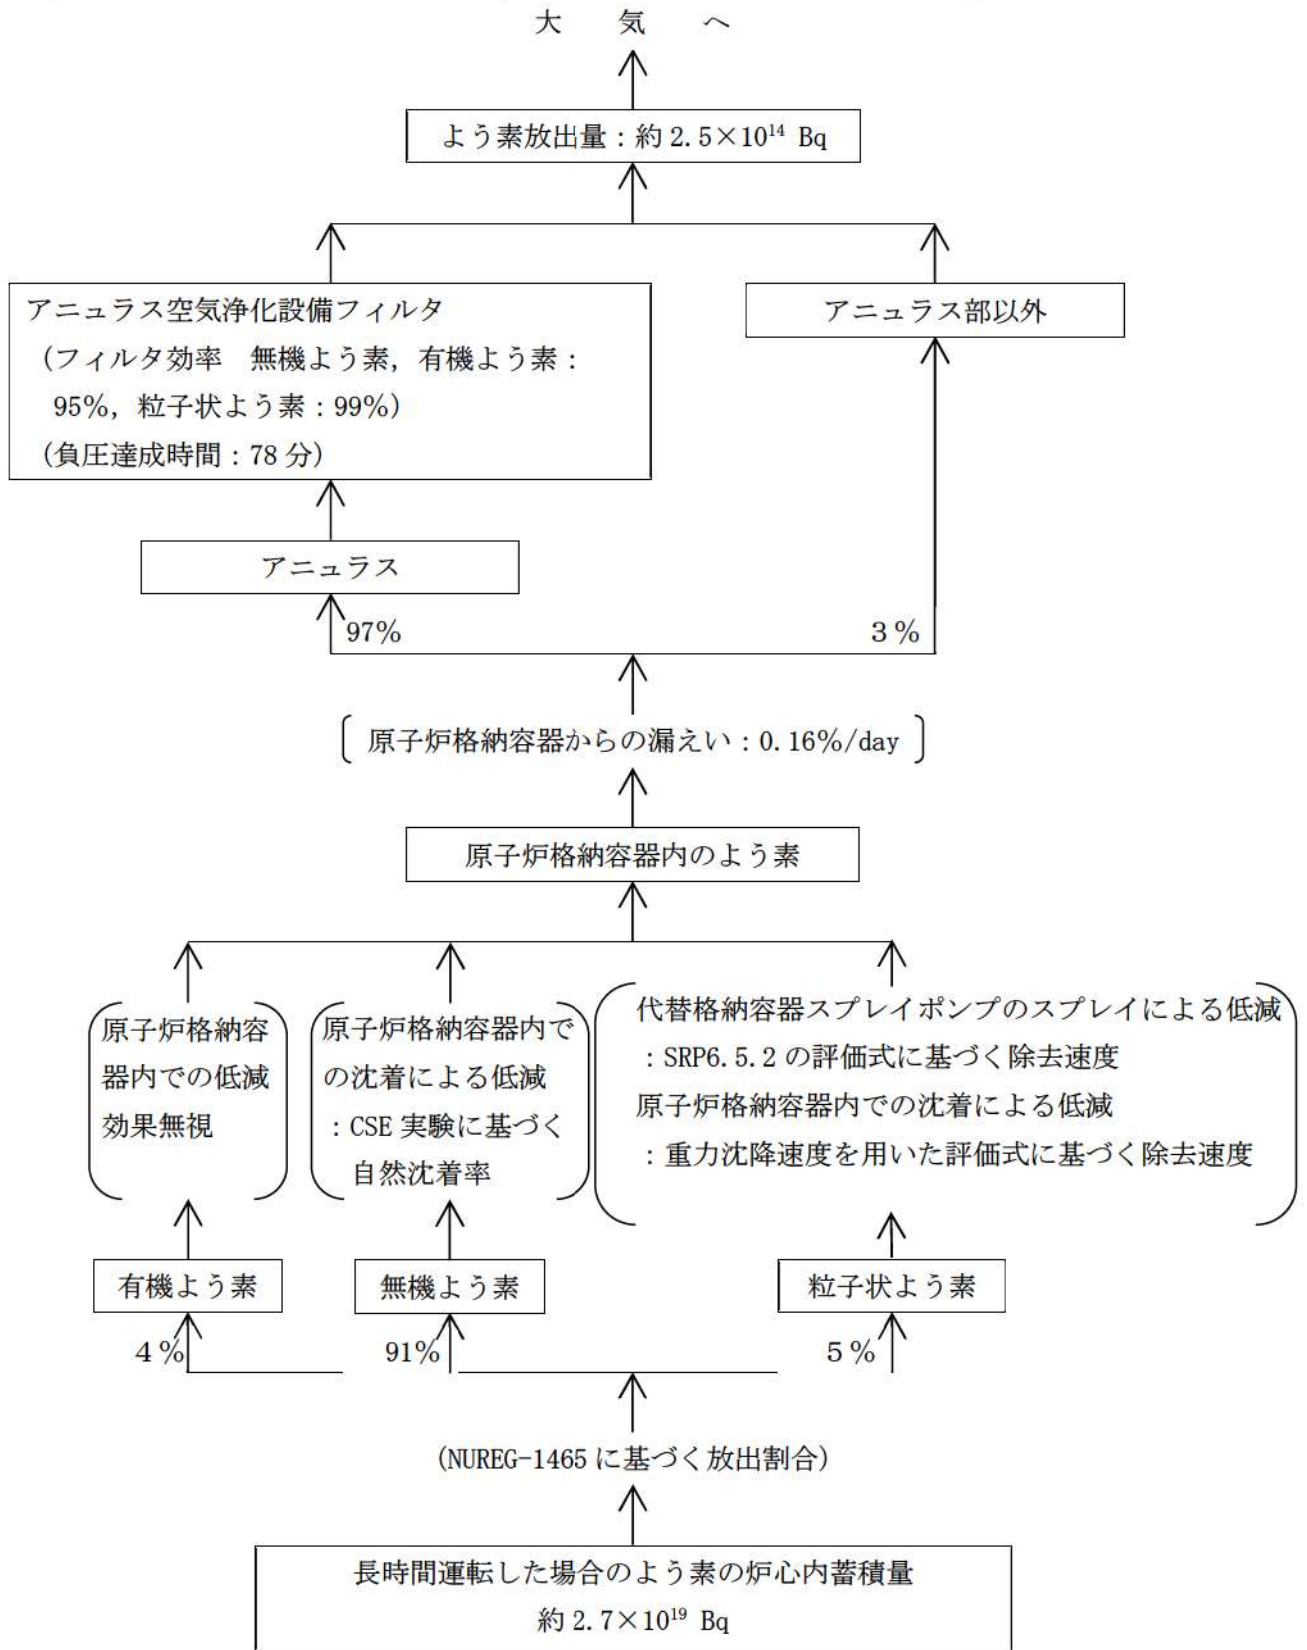 大気へ
よう素放出量：約 2.5×10¹⁴ Bq
アニュラス空気浄化設備フィルタ
(フィルタ効率　無機よう素, 有機よう素：
95%, 粒子状よう素：99%)
(負圧達成時間：78 分)
アニュラス部以外
アニュラス
97%
3%
原子炉格納容器からの漏えい：0.16%/day
原子炉格納容器内のよう素
原子炉格納容
器内での低減
効果無視
原子炉格納容器内で
の沈着による低減
：CSE 実験に基づく
自然沈着率
代替格納容器スプレイポンプのスプレイによる低減
：SRP6.5.2 の評価式に基づく除去速度
原子炉格納容器内での沈着による低減
：重力沈降速度を用いた評価式に基づく除去速度
有機よう素
無機よう素
粒子状よう素
4%
91%
5%
(NUREG-1465 に基づく放出割合)
長時間運転した場合のよう素の炉心内蓄積量
約 2.7×10¹⁹ Bq